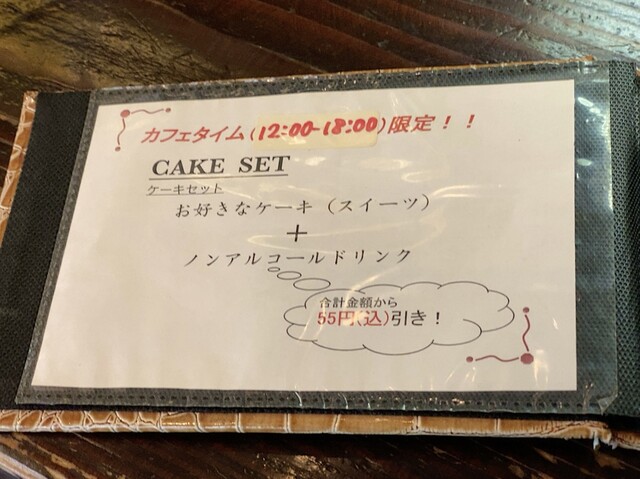 カフェタイム(12:00-18:00)限定！！
CAKE SET
ケーキセット
お好きなケーキ（スイーツ）
＋
ノンアルコールドリンク
合計金額から
55円(込)引き！